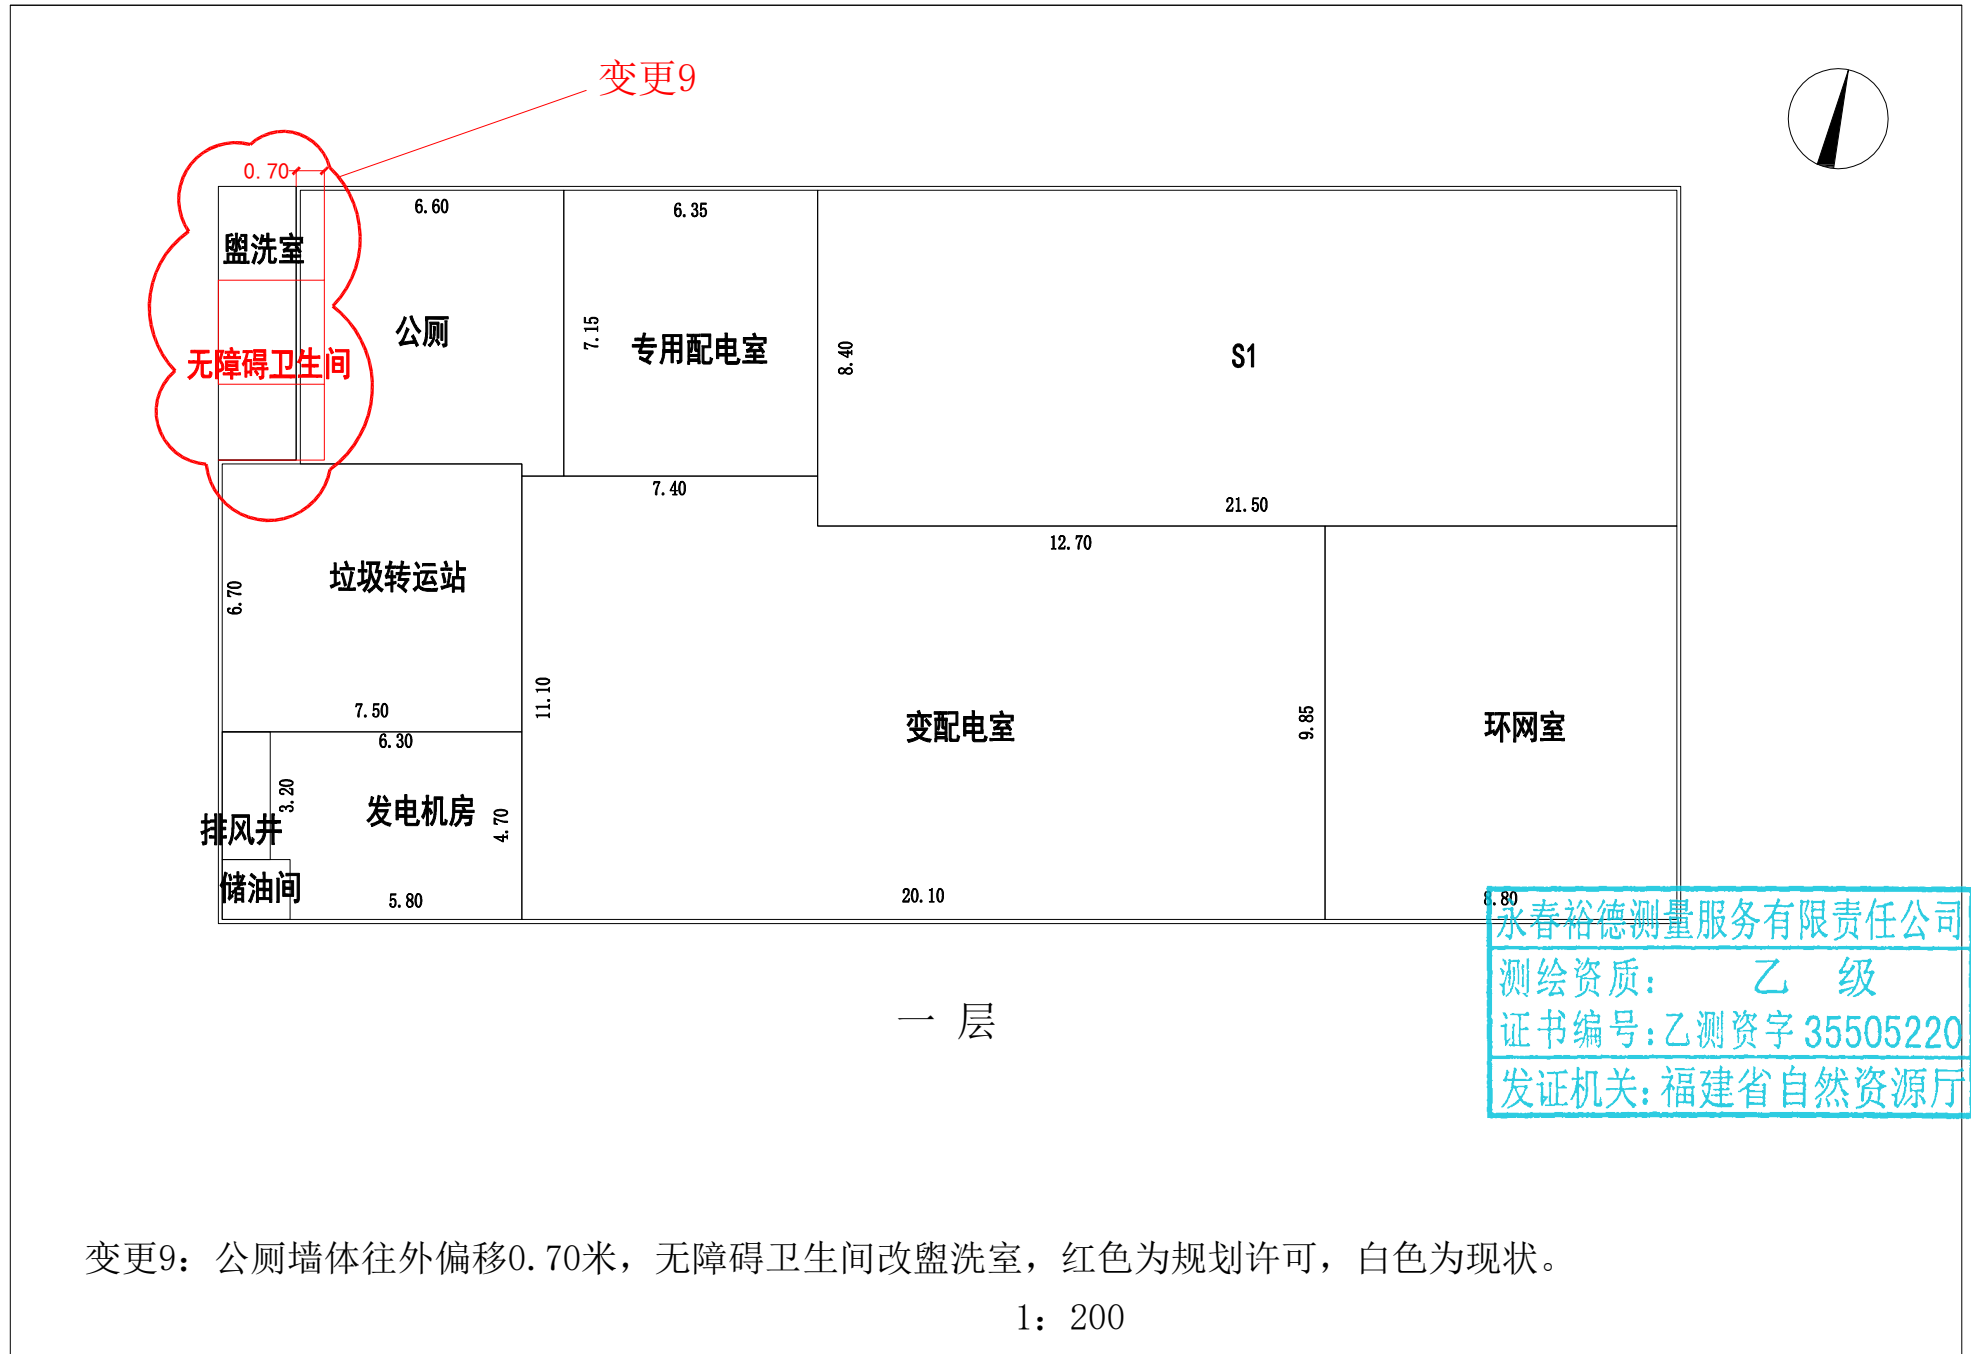 变更9
0.70
6.60
6.35
盥洗室
公厕
7.15
专用配电室
8.40
S1
无障碍卫生间
7.40
21.50
12.70
垃圾转运站
6.70
7.50
11.10
变配电室
9.85
环网室
6.30
3.20
发电机房
4.70
排风井
储油间
5.80
20.10
8.80
永春裕德测量服务有限责任公司
测绘资质： 乙 级
证书编号：乙测资字35505220
发证机关：福建省自然资源厅
一 层
变更9：公厕墙体往外偏移0.70米，无障碍卫生间改盥洗室，红色为规划许可，白色为现状。
1：200